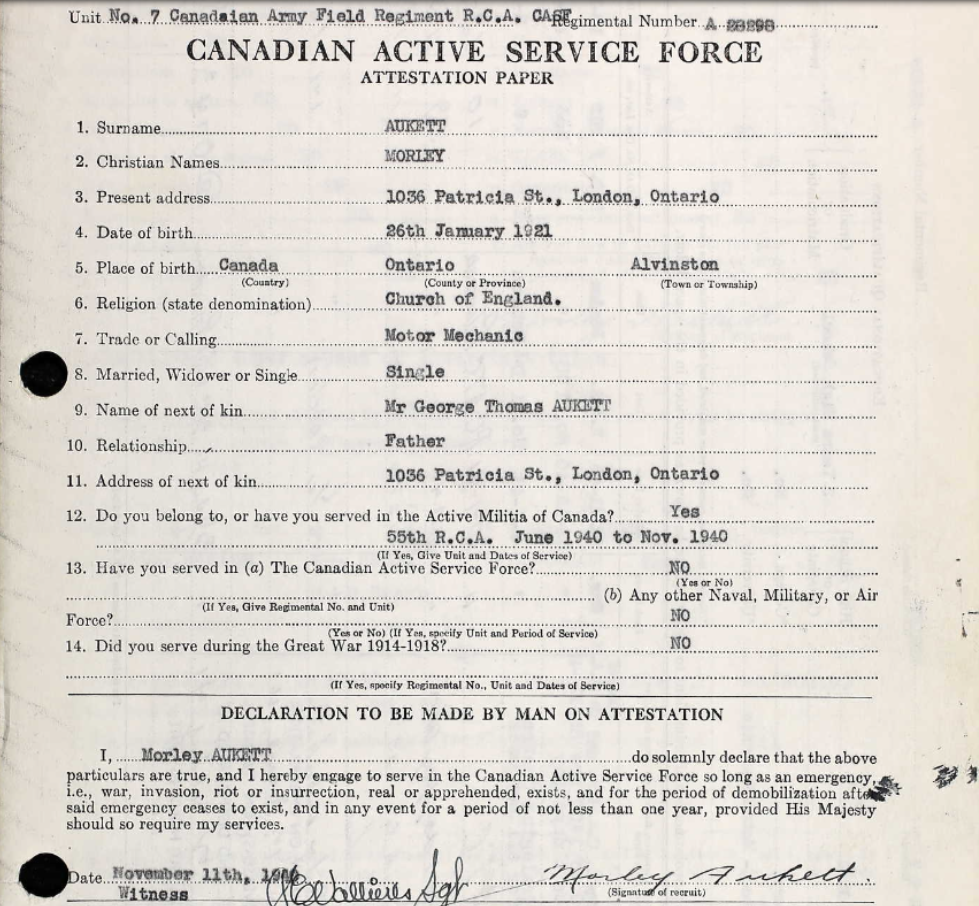 Unit No. 7 Canadaian Army Field Regiment R.C.A. CASF Regimental Number A
CANADIAN ACTIVE SERVICE FORCE
ATTESTATION PAPER
1. Surname AUKETT
2. Christian Names MORLEY
3. Present address 1036 Patricia St., London, Ontario
4. Date of birth 26th January 1921
5. Place of birth Canada Ontario Alvinston
(Country) (County or Province) (Town or Township)
6. Religion (state denomination) Church of England.
7. Trade or Calling Motor Mechanic
8. Married, Widower or Single Single
9. Name of next of kin Mr George Thomas AUKETT
10. Relationship Father
11. Address of next of kin 1036 Patricia St., London, Ontario
12. Do you belong to, or have you served in the Active Militia of Canada? Yes
55th R.C.A. June 1940 to Nov. 1940
(If Yes, Give Unit and Dates of Service)
13. Have you served in (a) The Canadian Active Service Force? NO
(Yes or No)
(b) Any other Naval, Military, or Air
(If Yes, Give Regimental No. and Unit)
Force? NO
(Yes or No) (If Yes, specify Unit and Period of Service)
14. Did you serve during the Great War 1914-1918? NO
(If Yes, specify Regimental No., Unit and Dates of Service)
DECLARATION TO BE MADE BY MAN ON ATTESTATION
I, Morley AUKETT do solemnly declare that the above
particulars are true, and I hereby engage to serve in the Canadian Active Service Force so long as an emergency,
i.e., war, invasion, riot or insurrection, real or apprehended, exists, and for the period of demobilization after
said emergency ceases to exist, and in any event for a period of not less than one year, provided His Majesty
should so require my services.
Date November 11th, Sgt Morley Aukett.
Witness (Signature of recruit)